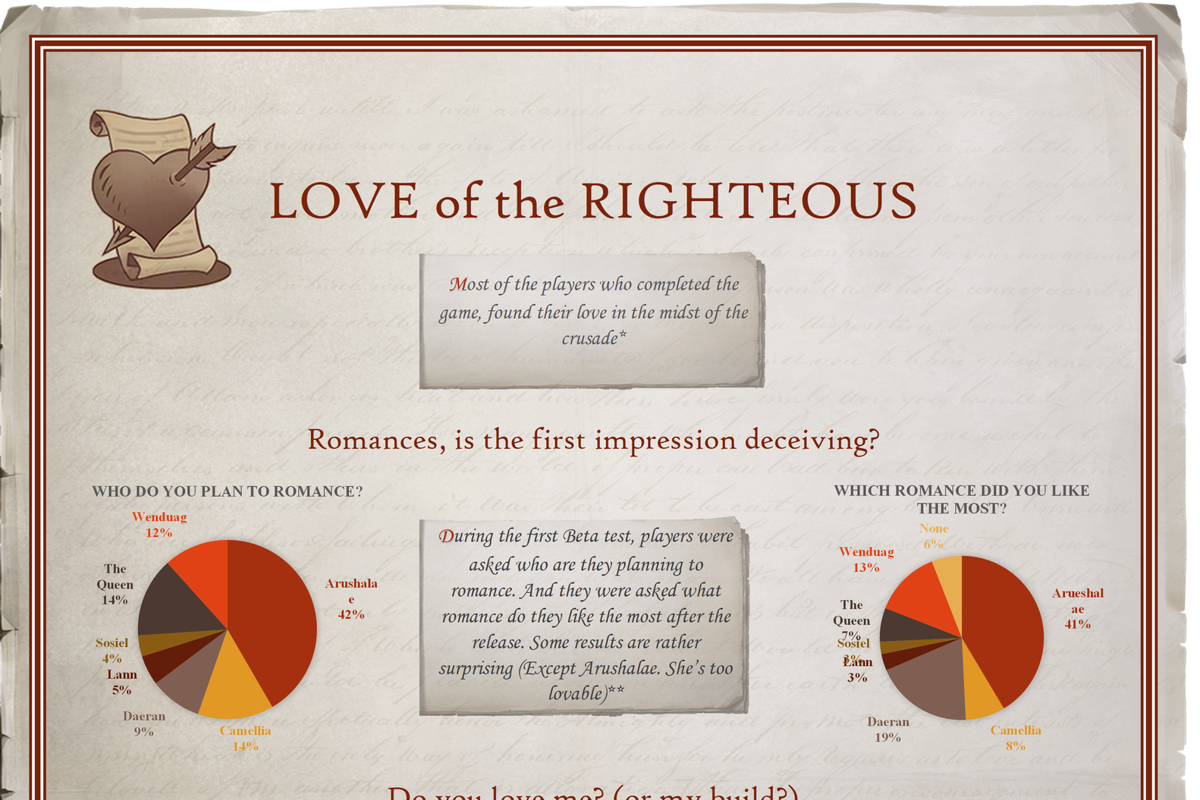 LOVE of the RIGHTEOUS
Most of the players who completed the
game, found their love in the midst of the
crusade*
Romances, is the first impression deceiving?
WHO DO YOU PLAN TO ROMANCE?
Wenduag
12%
The
Queen
14%
Sosiel
4%
Lann
5%
Daeran
9%
Camellia
14%
Arushala
e
42%
During the first Beta test, players were
asked who are they planning to
romance. And they were asked what
romance do they like the most after the
release. Some results are rather
surprising (Except Arushalae. She's too
lovable)**
WHICH ROMANCE DID YOU LIKE
THE MOST?
None
6%
Wenduag
13%
The
Queen
7%
Sosiel
Lann
3%
Daeran
19%
Camellia
8%
Arueshal
ae
41%
Do you love me? (or my build?)